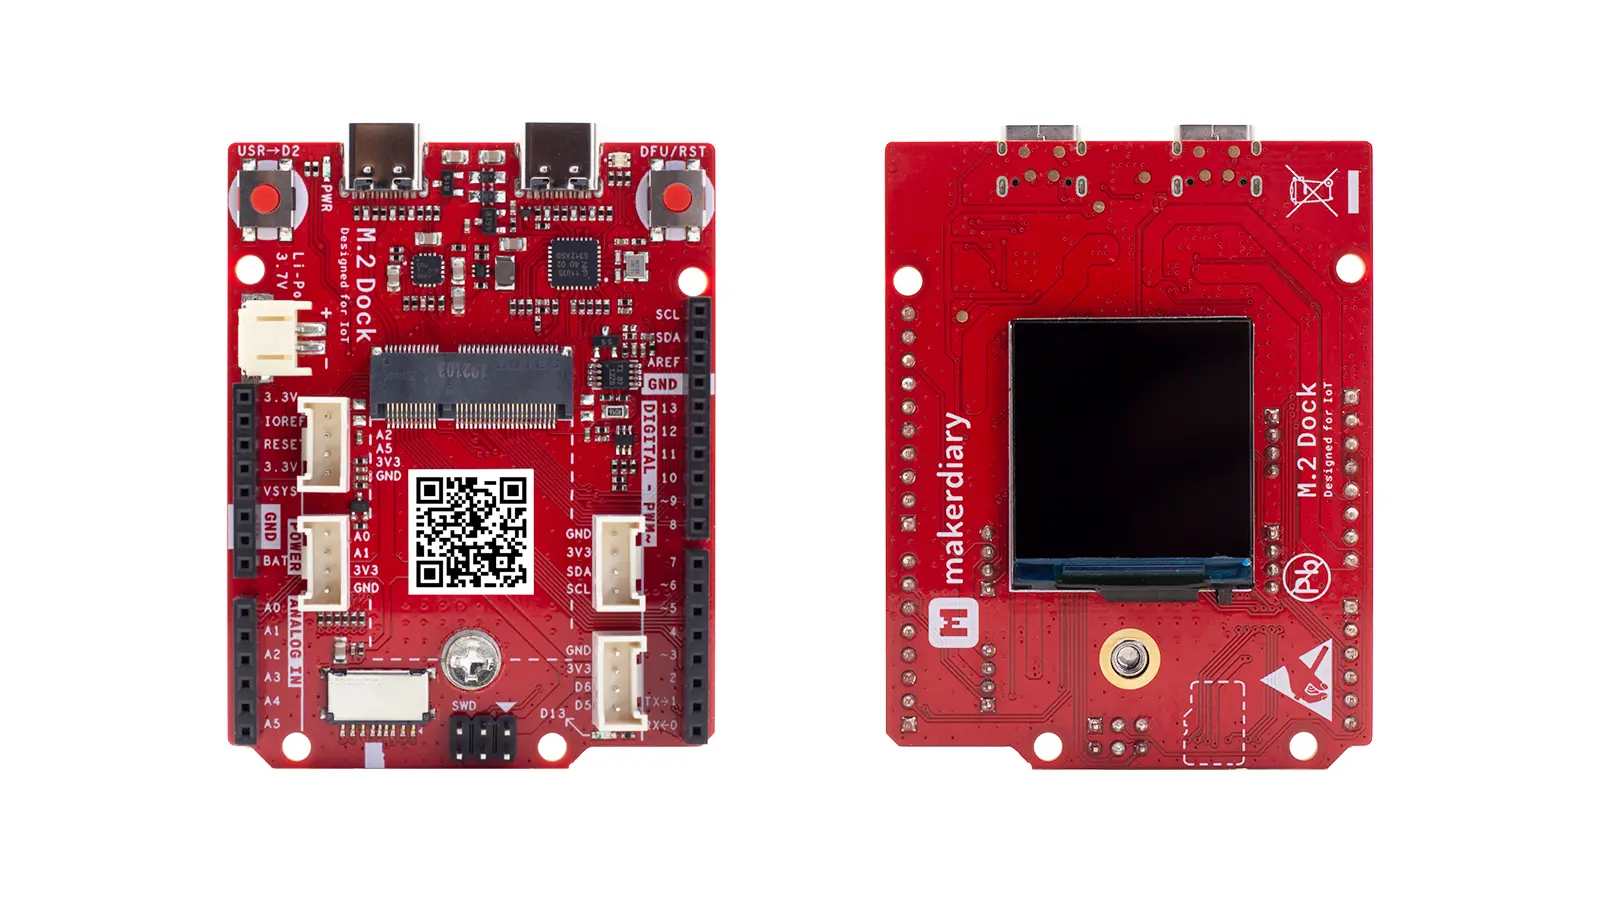 USR→D2
DFU/RST
PWR
M.2 Dock
Designed for IoT
3.7V
+
-
SCL
SDA
AREF
GND
13
12
11
10
~9
8
DIGITAL - PWM~
7
~6
~5
4
~3
2
TX→1
RX←0
3.3V
IOREF
RESET
3.3V
VSYS
GND
BAT
POWER
A0
A1
A2
A3
A4
A5
ANALOG IN
A2
A5
3V3
GND
A0
A1
3V3
GND
GND
3V3
SDA
SCL
GND
3V3
D6
D5
D13
SWD
makerdiary
M
M.2 Dock
Designed for IoT
Pb